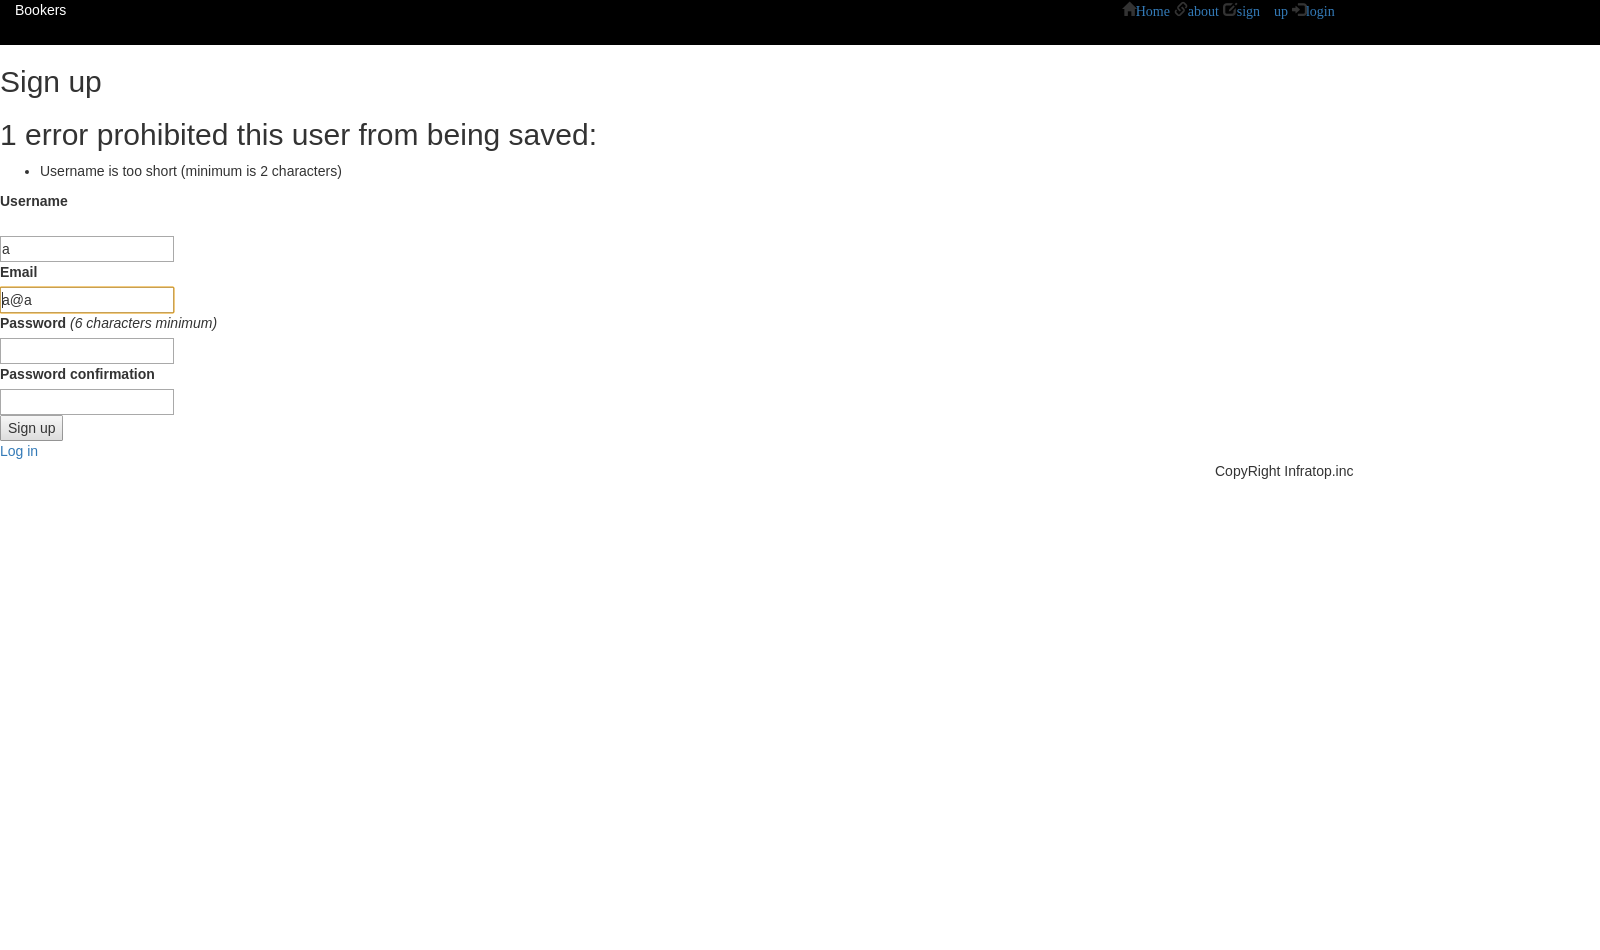 Bookers Home about sign up login
Sign up
1 error prohibited this user from being saved:
Username is too short (minimum is 2 characters)
Username
a
Email
a@a
Password (6 characters minimum)
Password confirmation
Sign up
Log in
CopyRight Infratop.inc